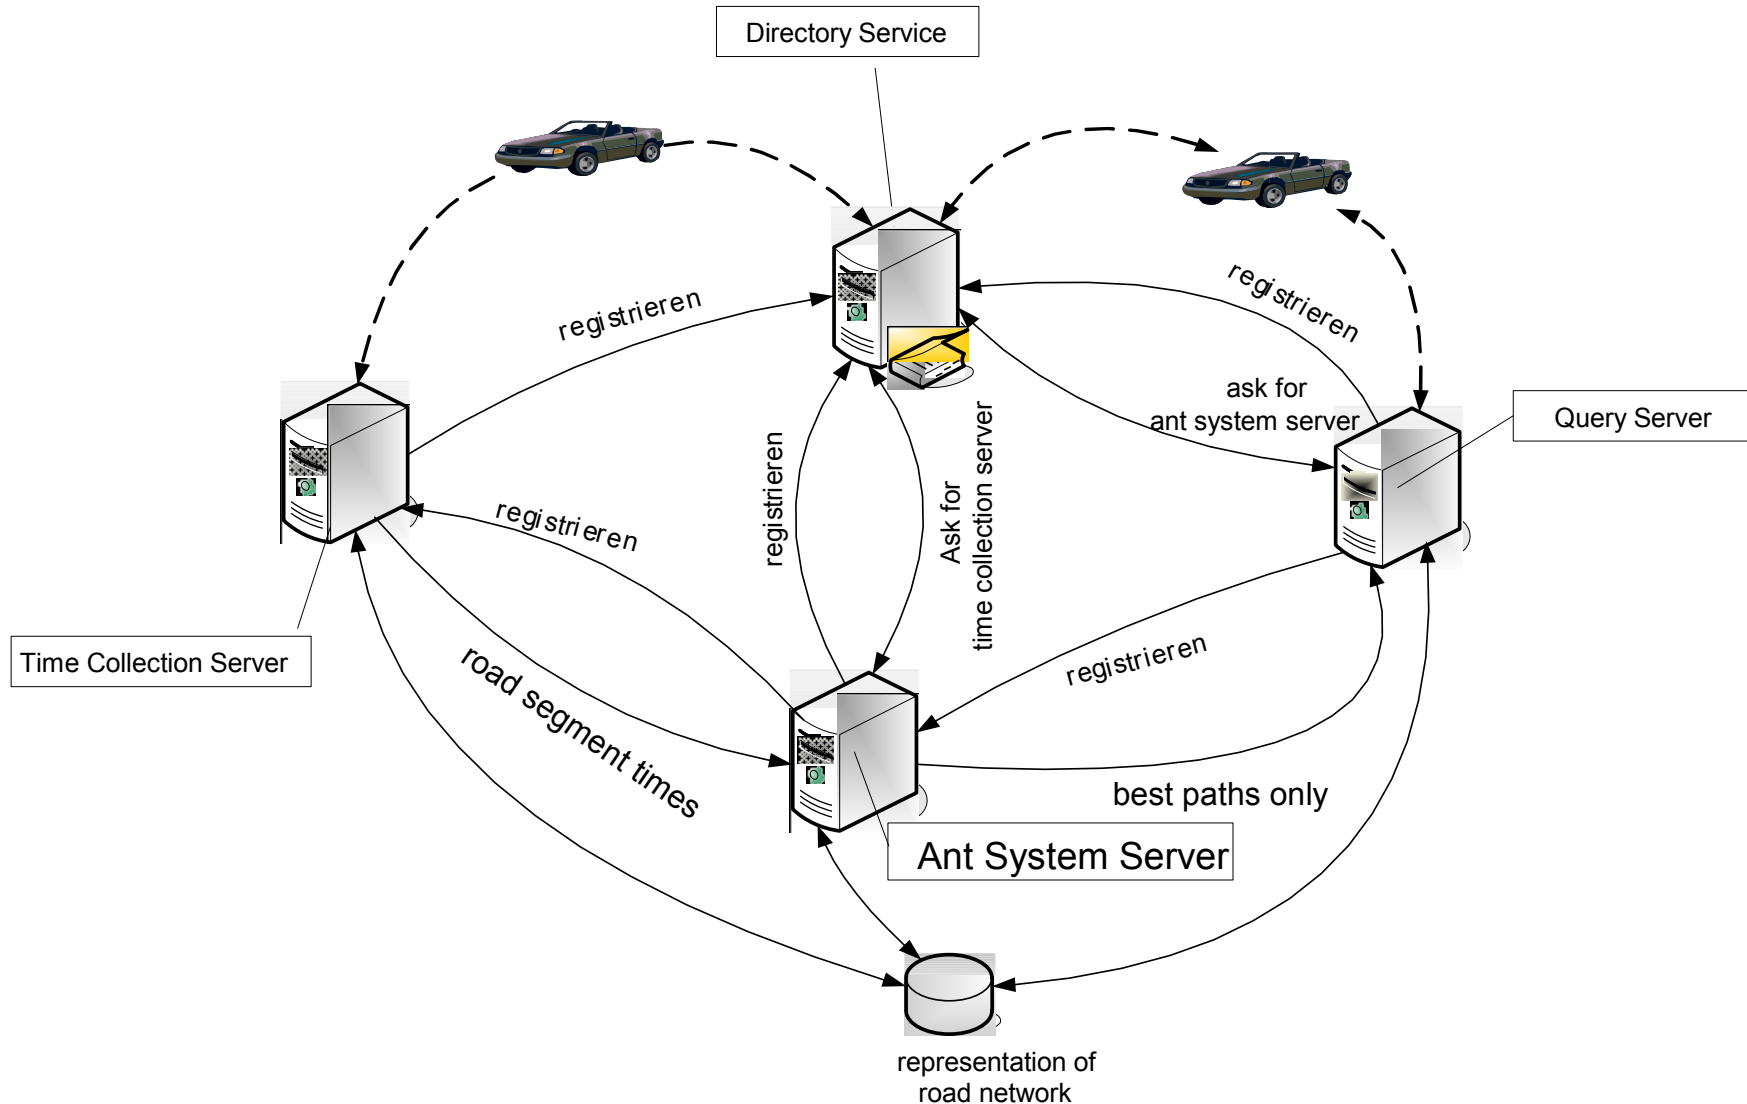 Directory Service
registrieren
registrieren
ask for
ant system server
Query Server
registrieren
registrieren
Ask for
time collection server
Time Collection Server
road segment times
registrieren
best paths only
Ant System Server
representation of
road network